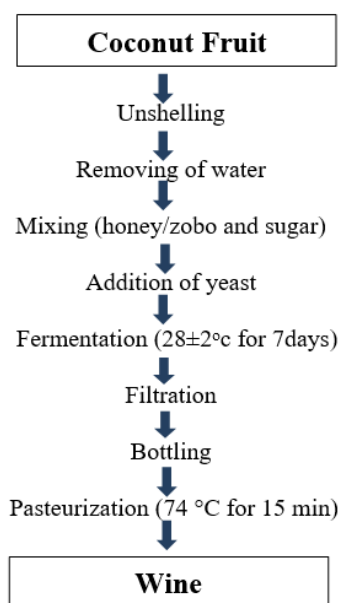 Coconut Fruit
Unshelling
Removing of water
Mixing (honey/zobo and sugar)
Addition of yeast
Fermentation (28±2ᵒc for 7days)
Filtration
Bottling
Pasteurization (74 °C for 15 min)
Wine